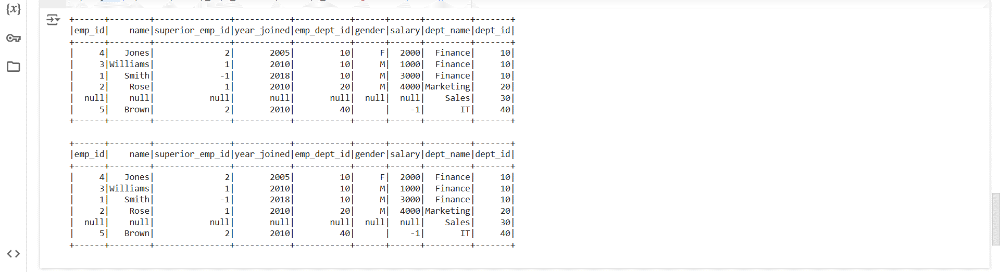 {x}
+------+--------+---------------+-----------+-----------+------+------+---------+-------+
|emp_id|    name|superior_emp_id|year_joined|emp_dept_id|gender|salary|dept_name|dept_id|
+------+--------+---------------+-----------+-----------+------+------+---------+-------+
|     4|   Jones|              2|       2005|         10|     F|  2000|  Finance|     10|
|     3|Williams|              1|       2010|         10|     M|  1000|  Finance|     10|
|     1|   Smith|             -1|       2018|         10|     M|  3000|  Finance|     10|
|     2|    Rose|              1|       2010|         20|     M|  4000|Marketing|     20|
|  null|    null|           null|       null|       null|  null|  null|    Sales|     30|
|     5|   Brown|              2|       2010|         40|      |    -1|       IT|     40|
+------+--------+---------------+-----------+-----------+------+------+---------+-------+
+------+--------+---------------+-----------+-----------+------+------+---------+-------+
|emp_id|    name|superior_emp_id|year_joined|emp_dept_id|gender|salary|dept_name|dept_id|
+------+--------+---------------+-----------+-----------+------+------+---------+-------+
|     4|   Jones|              2|       2005|         10|     F|  2000|  Finance|     10|
|     3|Williams|              1|       2010|         10|     M|  1000|  Finance|     10|
|     1|   Smith|             -1|       2018|         10|     M|  3000|  Finance|     10|
|     2|    Rose|              1|       2010|         20|     M|  4000|Marketing|     20|
|  null|    null|           null|       null|       null|  null|  null|    Sales|     30|
|     5|   Brown|              2|       2010|         40|      |    -1|       IT|     40|
+------+--------+---------------+-----------+-----------+------+------+---------+-------+